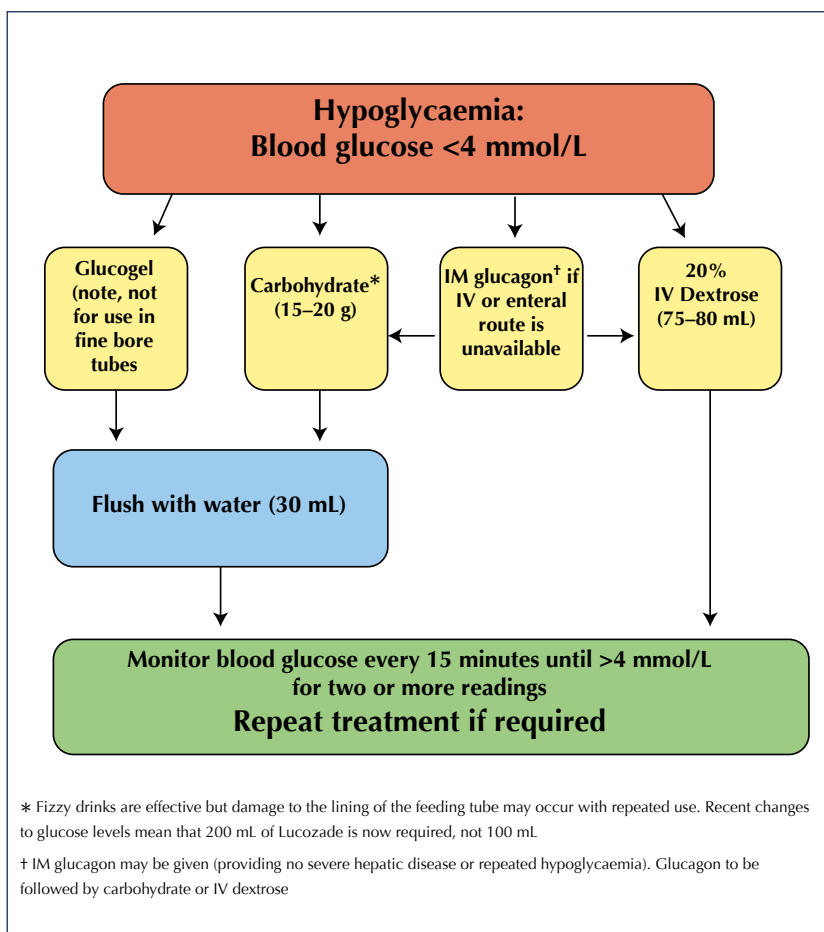 Hypoglycaemia:
Blood glucose <4 mmol/L
Glucogel
(note, not
for use in
fine bore
tubes
Carbohydrate*
(15–20 g)
IM glucagon† if
IV or enteral
route is
unavailable
20%
IV Dextrose
(75–80 mL)
Flush with water (30 mL)
Monitor blood glucose every 15 minutes until >4 mmol/L
for two or more readings
Repeat treatment if required
* Fizzy drinks are effective but damage to the lining of the feeding tube may occur with repeated use. Recent changes
to glucose levels mean that 200 mL of Lucozade is now required, not 100 mL
† IM glucagon may be given (providing no severe hepatic disease or repeated hypoglycaemia). Glucagon to be
followed by carbohydrate or IV dextrose